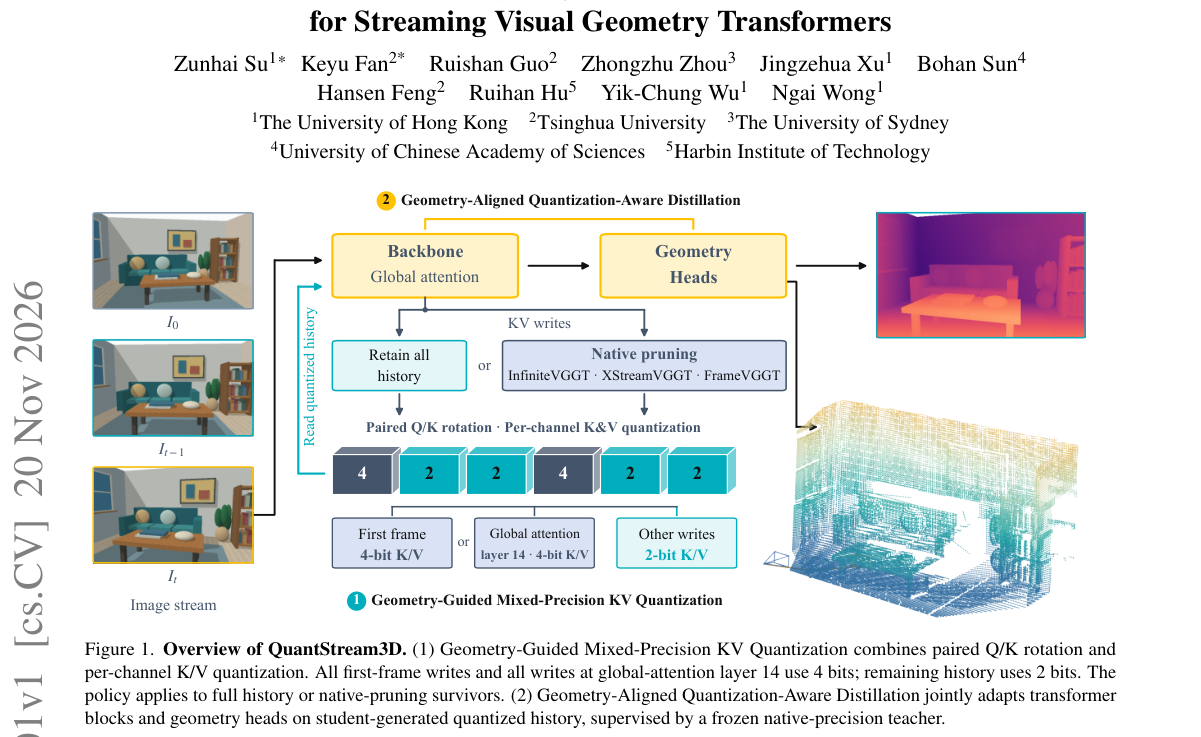 for Streaming Visual Geometry Transformers
Zunhai Su1* Keyu Fan2* Ruishan Guo2 Zhongzhu Zhou3 Jingzehua Xu1 Bohan Sun4
Hansen Feng2 Ruihan Hu5 Yik-Chung Wu1 Ngai Wong1
1The University of Hong Kong 2Tsinghua University 3The University of Sydney
4University of Chinese Academy of Sciences 5Harbin Institute of Technology
01v1 [cs.CV] 20 Nov 2026
2 Geometry-Aligned Quantization-Aware Distillation
I0
It−1
It
Image stream
Backbone
Global attention
Geometry
Heads
Read quantized history
KV writes
Retain all
history
or
Native pruning
InfiniteVGGT · XStreamVGGT · FrameVGGT
Paired Q/K rotation · Per-channel K&V quantization
4 2 2 4 2 2
First frame
4-bit K/V
or
Global attention
layer 14 · 4-bit K/V
Other writes
2-bit K/V
1 Geometry-Guided Mixed-Precision KV Quantization
Figure 1. Overview of QuantStream3D. (1) Geometry-Guided Mixed-Precision KV Quantization combines paired Q/K rotation and
per-channel K/V quantization. All first-frame writes and all writes at global-attention layer 14 use 4 bits; remaining history uses 2 bits. The
policy applies to full history or native-pruning survivors. (2) Geometry-Aligned Quantization-Aware Distillation jointly adapts transformer
blocks and geometry heads on student-generated quantized history, supervised by a frozen native-precision teacher.